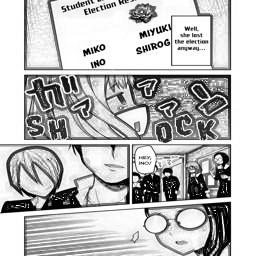 Student
Election Res
MIYUKI
SHIROG
MIKO
INO
Well,
she lost
the election
anyway...
SHOCK
HEY,
INO!